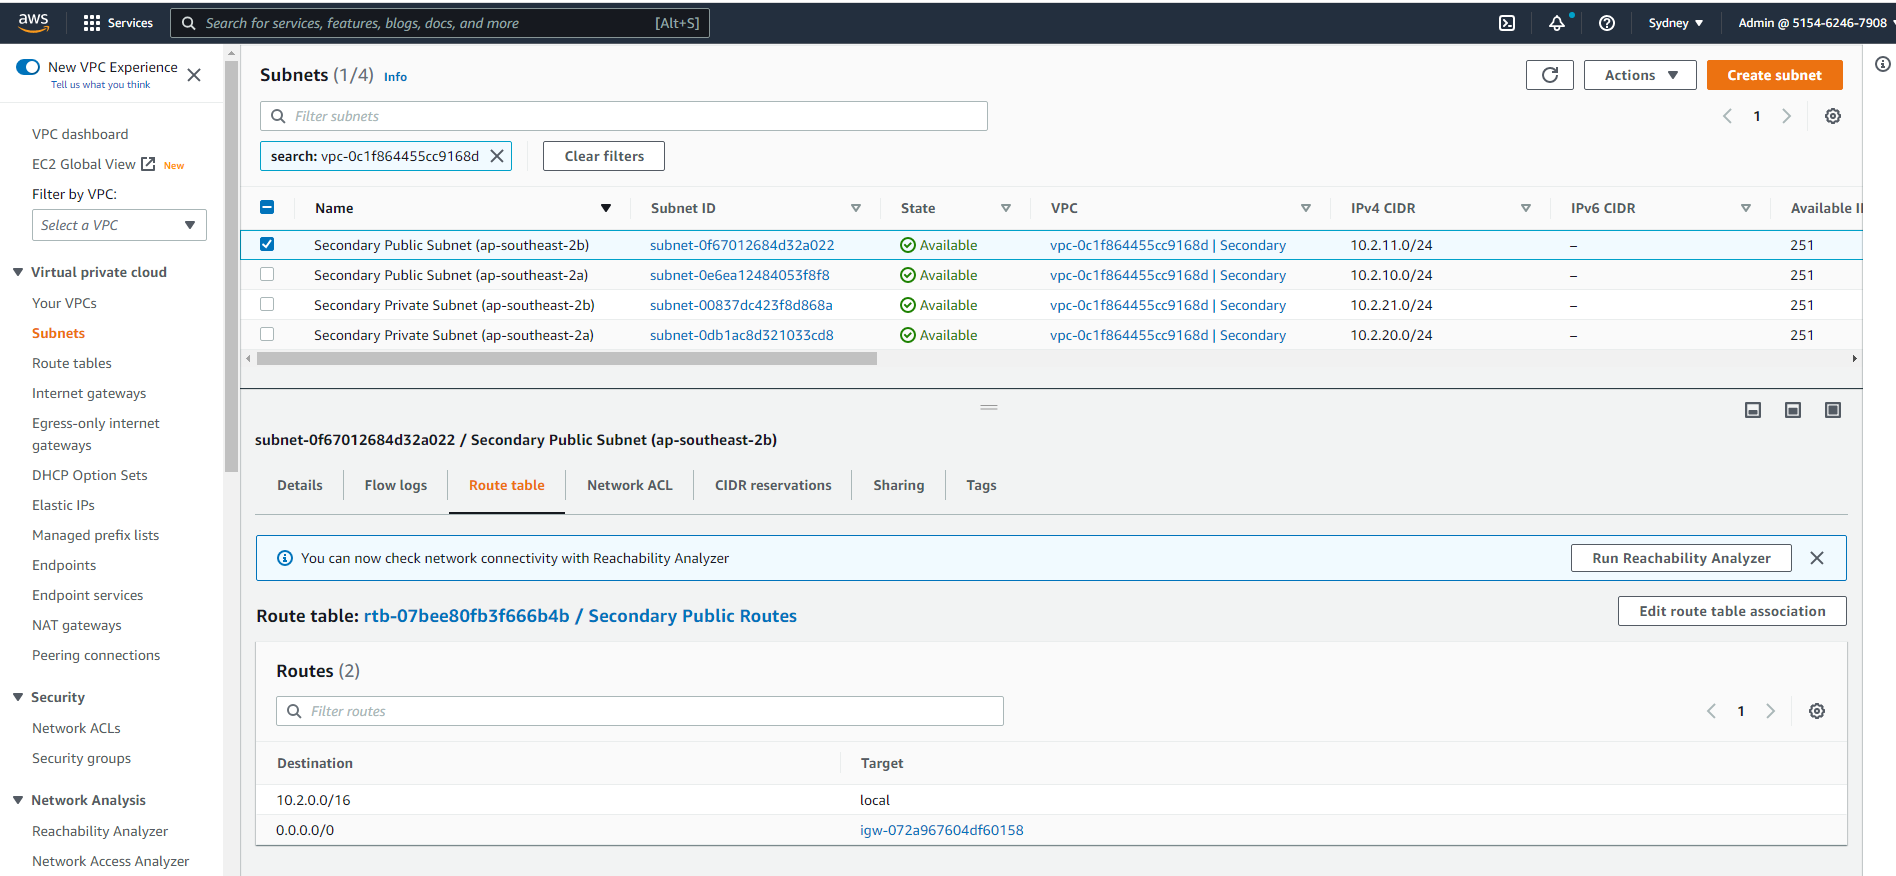 aws
Services
Search for services, features, blogs, docs, and more
[Alt+S]
Sydney ▼
Admin @ 5154-6246-7908
New VPC Experience
Tell us what you think
VPC dashboard
EC2 Global View New
Filter by VPC:
Select a VPC
Virtual private cloud
Your VPCs
Subnets
Route tables
Internet gateways
Egress-only internet
gateways
DHCP Option Sets
Elastic IPs
Managed prefix lists
Endpoints
Endpoint services
NAT gateways
Peering connections
Security
Network ACLs
Security groups
Network Analysis
Reachability Analyzer
Network Access Analyzer
Subnets (1/4) Info
Actions
Create subnet
Filter subnets
1
search: vpc-0c1f864455cc9168d
Clear filters
Name Subnet ID State VPC IPv4 CIDR IPv6 CIDR Available
Secondary Public Subnet (ap-southeast-2b) subnet-0f67012684d32a022 Available vpc-0c1f864455cc9168d | Secondary 10.2.11.0/24 – 251
Secondary Public Subnet (ap-southeast-2a) subnet-0e6ea12484053f8f8 Available vpc-0c1f864455cc9168d | Secondary 10.2.10.0/24 – 251
Secondary Private Subnet (ap-southeast-2b) subnet-00837dc423f8d868a Available vpc-0c1f864455cc9168d | Secondary 10.2.21.0/24 – 251
Secondary Private Subnet (ap-southeast-2a) subnet-0db1ac8d321033cd8 Available vpc-0c1f864455cc9168d | Secondary 10.2.20.0/24 – 251
subnet-0f67012684d32a022 / Secondary Public Subnet (ap-southeast-2b)
Details Flow logs Route table Network ACL CIDR reservations Sharing Tags
You can now check network connectivity with Reachability Analyzer
Run Reachability Analyzer
Route table: rtb-07bee80fb3f666b4b / Secondary Public Routes
Edit route table association
Routes (2)
Filter routes
1
Destination Target
10.2.0.0/16 local
0.0.0.0/0 igw-072a967604df60158